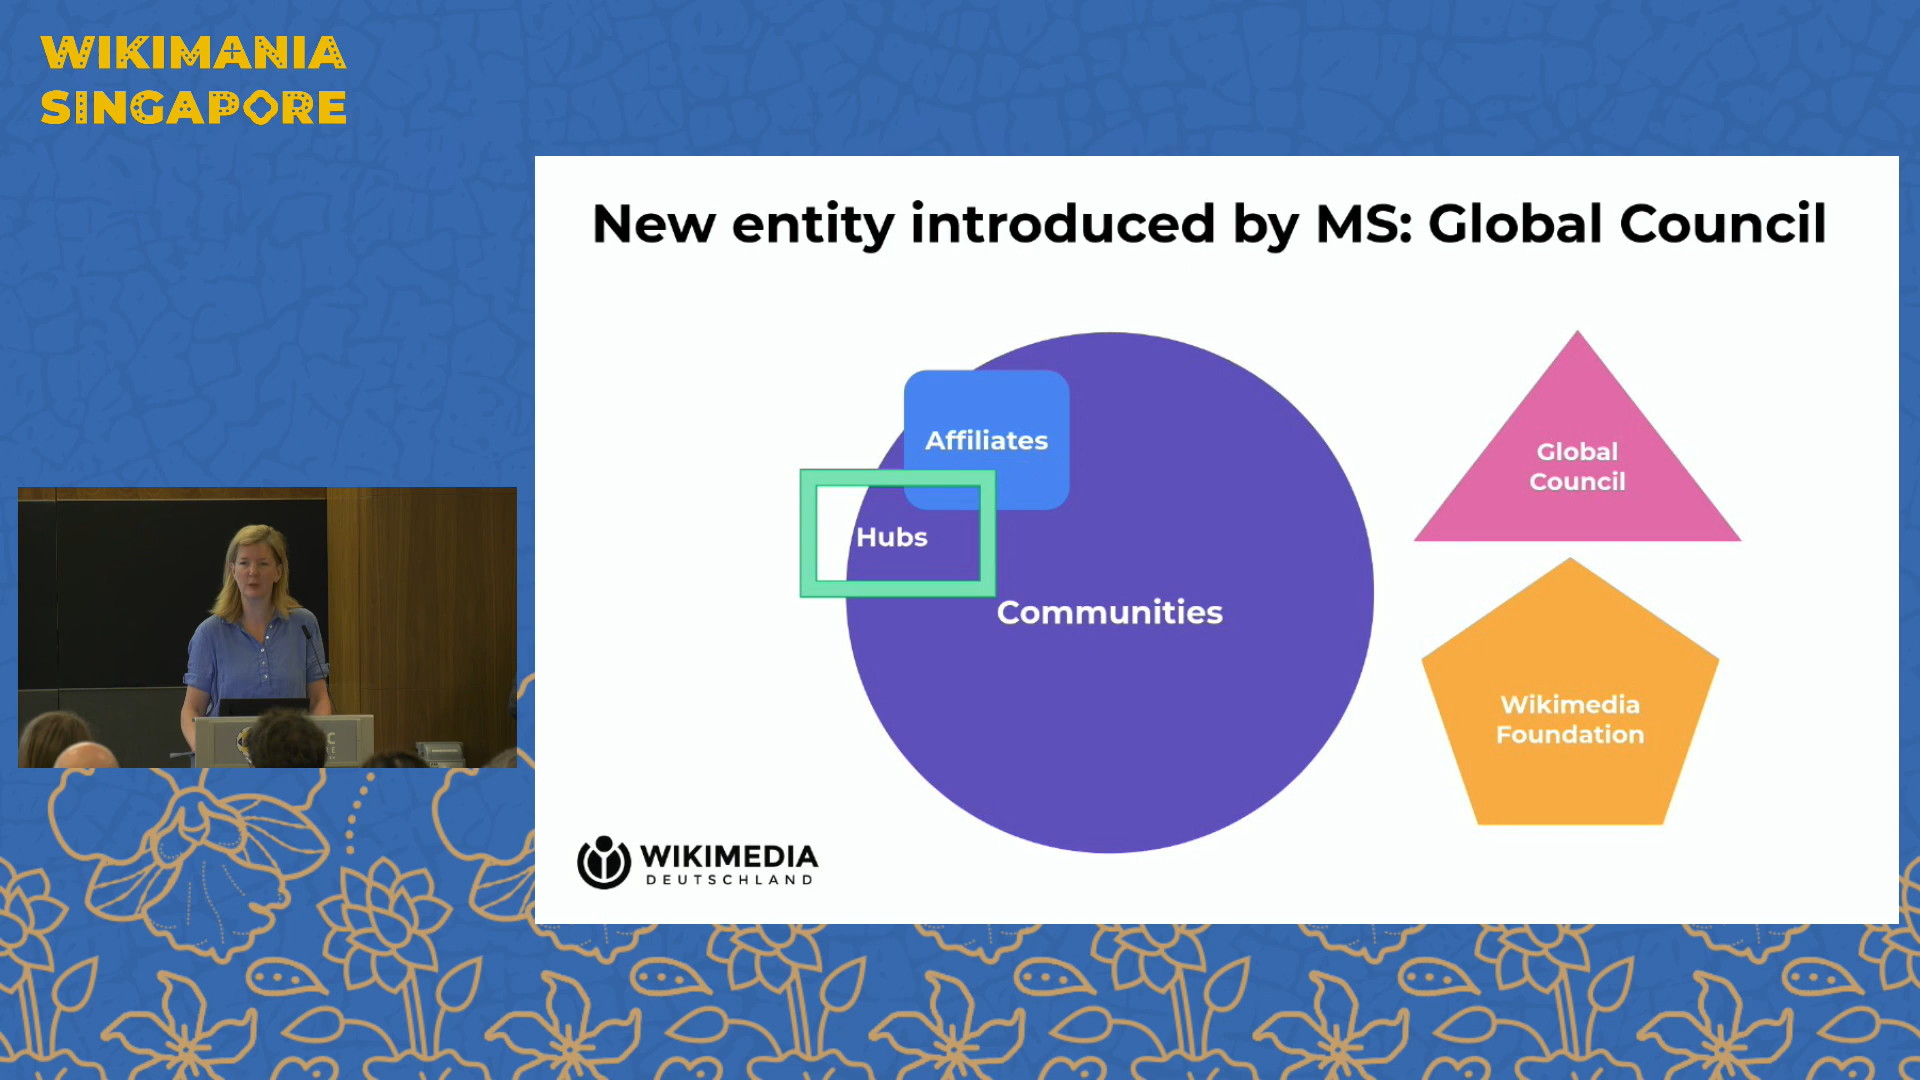 WIKIMANIA
SINGAPORE
New entity introduced by MS: Global Council
Affiliates
Hubs
Communities
Global
Council
Wikimedia
Foundation
WIKIMEDIA
DEUTSCHLAND